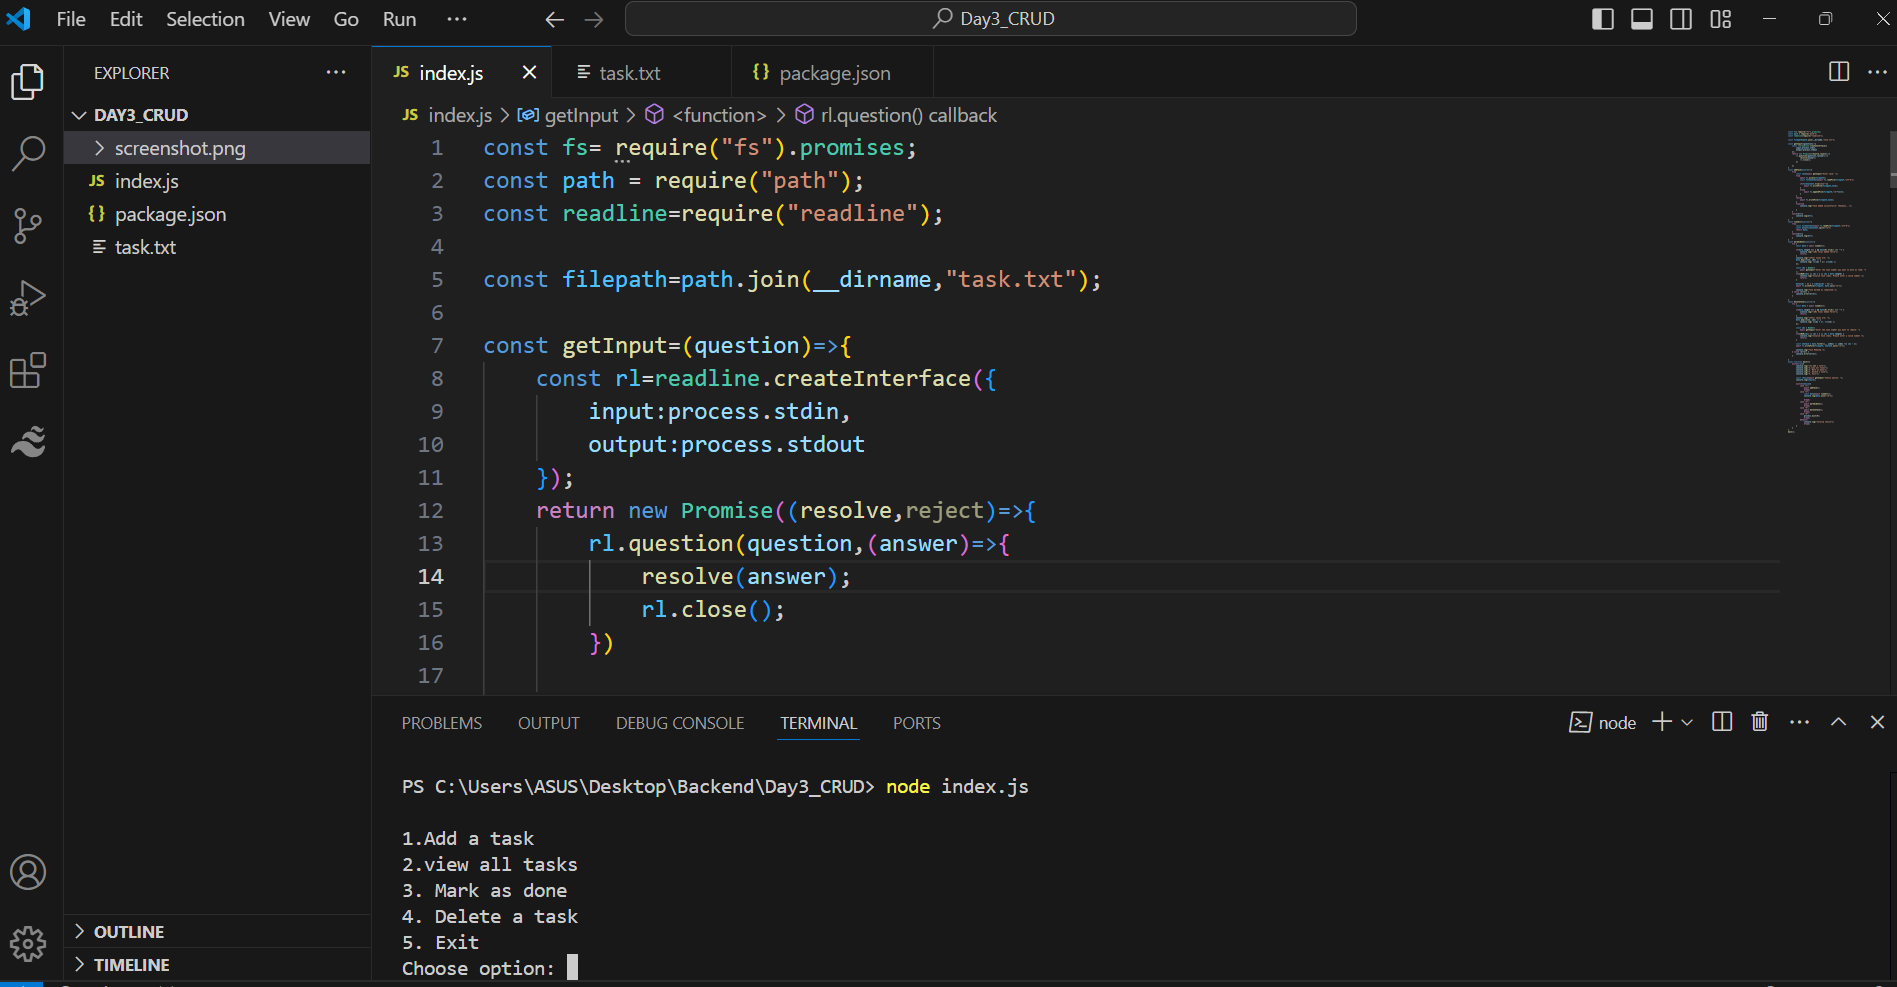 File Edit Selection View Go Run ···
Day3_CRUD
EXPLORER ···
DAY3_CRUD
screenshot.png
JS index.js
{} package.json
task.txt
OUTLINE
TIMELINE
JS index.js
task.txt
{} package.json
JS index.js > getInput > <function> > rl.question() callback
1 const fs= require("fs").promises;
2 const path = require("path");
3 const readline=require("readline");
4
5 const filepath=path.join(__dirname,"task.txt");
6
7 const getInput=(question)=>{
8 const rl=readline.createInterface({
9 input:process.stdin,
10 output:process.stdout
11 });
12 return new Promise((resolve,reject)=>{
13 rl.question(question,(answer)=>{
14 resolve(answer);
15 rl.close();
16 })
17
PROBLEMS OUTPUT DEBUG CONSOLE TERMINAL PORTS
node
PS C:\Users\ASUS\Desktop\Backend\Day3_CRUD> node index.js
1.Add a task
2.view all tasks
3. Mark as done
4. Delete a task
5. Exit
Choose option: